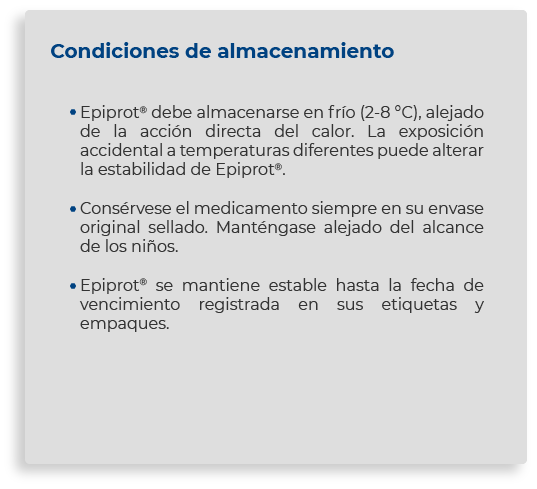 Condiciones de almacenamiento
• Epiprot® debe almacenarse en frío (2-8 °C), alejado
de la acción directa del calor. La exposición
accidental a temperaturas diferentes puede alterar
la estabilidad de Epiprot®.
• Consérvese el medicamento siempre en su envase
original sellado. Manténgase alejado del alcance
de los niños.
• Epiprot® se mantiene estable hasta la fecha de
vencimiento registrada en sus etiquetas y
empaques.